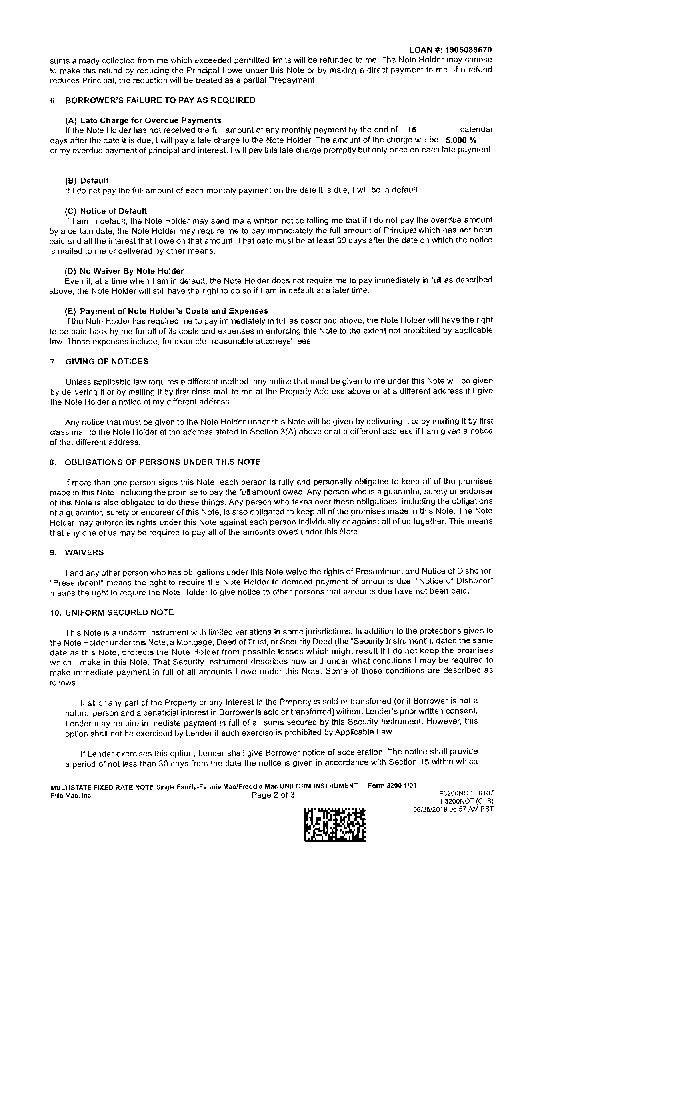 LOAN #: 1905089670
sums already collected from me which exceeded permitted limits will be refunded to me. The Note Holder may choose
to make this refund by reducing the Principal I owe under this Note or by making a direct payment to me. If a refund
reduces Principal, the reduction will be treated as a partial Prepayment.
6. BORROWER'S FAILURE TO PAY AS REQUIRED
(A) Late Charge for Overdue Payments
If the Note Holder has not received the full amount of any monthly payment by the end of 15 calendar
days after the date it is due, I will pay a late charge to the Note Holder. The amount of the charge will be 5.000 %
of my overdue payment of principal and interest. I will pay this late charge promptly but only once on each late payment.
(B) Default
If I do not pay the full amount of each monthly payment on the date it is due, I will be in default.
(C) Notice of Default
If I am in default, the Note Holder may send me a written notice telling me that if I do not pay the overdue amount
by a certain date, the Note Holder may require me to pay immediately the full amount of Principal which has not been
paid and all the interest that I owe on that amount. That date must be at least 30 days after the date on which the notice
is mailed to me or delivered by other means.
(D) No Waiver By Note Holder
Even if, at a time when I am in default, the Note Holder does not require me to pay immediately in full as described
above, the Note Holder will still have the right to do so if I am in default at a later time.
(E) Payment of Note Holder's Costs and Expenses
If the Note Holder has required me to pay immediately in full as described above, the Note Holder will have the right
to be paid back by me for all of its costs and expenses in enforcing this Note to the extent not prohibited by applicable
law. Those expenses include, for example, reasonable attorneys' fees.
7. GIVING OF NOTICES
Unless applicable law requires a different method, any notice that must be given to me under this Note will be given
by delivering it or by mailing it by first class mail to me at the Property Address above or at a different address if I give
the Note Holder a notice of my different address.
Any notice that must be given to the Note Holder under this Note will be given by delivering it or by mailing it by first
class mail to the Note Holder at the address stated in Section 3(A) above or at a different address if I am given a notice
of that different address.
8. OBLIGATIONS OF PERSONS UNDER THIS NOTE
If more than one person signs this Note, each person is fully and personally obligated to keep all of the promises
made in this Note, including the promise to pay the full amount owed. Any person who is a guarantor, surety or endorser
of this Note is also obligated to do these things. Any person who takes over these obligations, including the obligations
of a guarantor, surety or endorser of this Note, is also obligated to keep all of the promises made in this Note. The Note
Holder may enforce its rights under this Note against each person individually or against all of us together. This means
that any one of us may be required to pay all of the amounts owed under this Note.
9. WAIVERS
I and any other person who has obligations under this Note waive the rights of Presentment and Notice of Dishonor.
"Presentment" means the right to require the Note Holder to demand payment of amounts due. "Notice of Dishonor"
means the right to require the Note Holder to give notice to other persons that amounts due have not been paid.
10. UNIFORM SECURED NOTE
This Note is a uniform instrument with limited variations in some jurisdictions. In addition to the protections given to
the Note Holder under this Note, a Mortgage, Deed of Trust, or Security Deed (the "Security Instrument"), dated the same
date as this Note, protects the Note Holder from possible losses which might result if I do not keep the promises
which I make in this Note. That Security Instrument describes how and under what conditions I may be required to
make immediate payment in full of all amounts I owe under this Note. Some of those conditions are described as
follows:
If all or any part of the Property or any Interest in the Property is sold or transferred (or if Borrower is not a
natural person and a beneficial interest in Borrower is sold or transferred) without Lender's prior written consent,
Lender may require immediate payment in full of all sums secured by this Security Instrument. However, this
option shall not be exercised by Lender if such exercise is prohibited by Applicable Law.
If Lender exercises this option, Lender shall give Borrower notice of acceleration. The notice shall provide
a period of not less than 30 days from the date the notice is given in accordance with Section 15 within which
MULTISTATE FIXED RATE NOTE Single Family-Fannie Mae/Freddie Mac UNIFORM INSTRUMENT Form 3200 1/01
Ellie Mae, Inc. Page 2 of 3
F3200NOT
F3200NOT (CLS)
AM PST